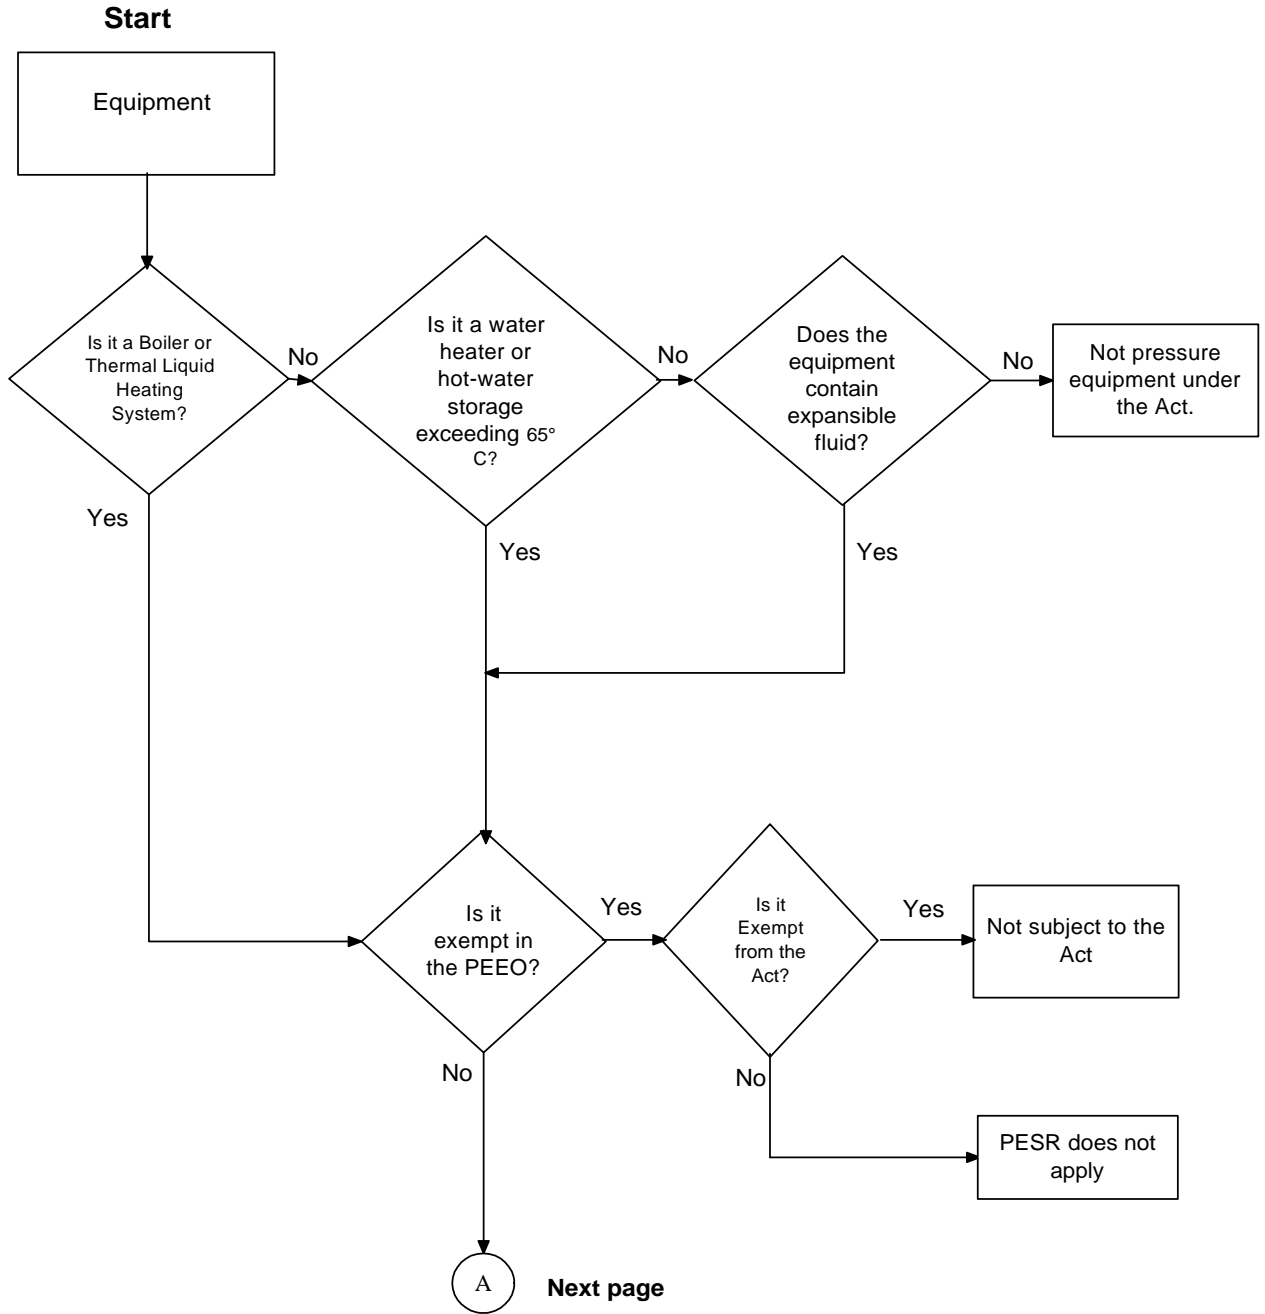 Start
Equipment
Is it a Boiler or
Thermal Liquid
Heating
System?
No
Is it a water
heater or
hot-water
storage
exceeding 65°
C?
No
Does the
equipment
contain
expansible
fluid?
No
Not pressure
equipment under
the Act.
Yes
Yes
Yes
Is it
exempt in
the PEEO?
Yes
Is it
Exempt
from the
Act?
Yes
Not subject to the
Act
No
No
PESR does not
apply
A
Next page